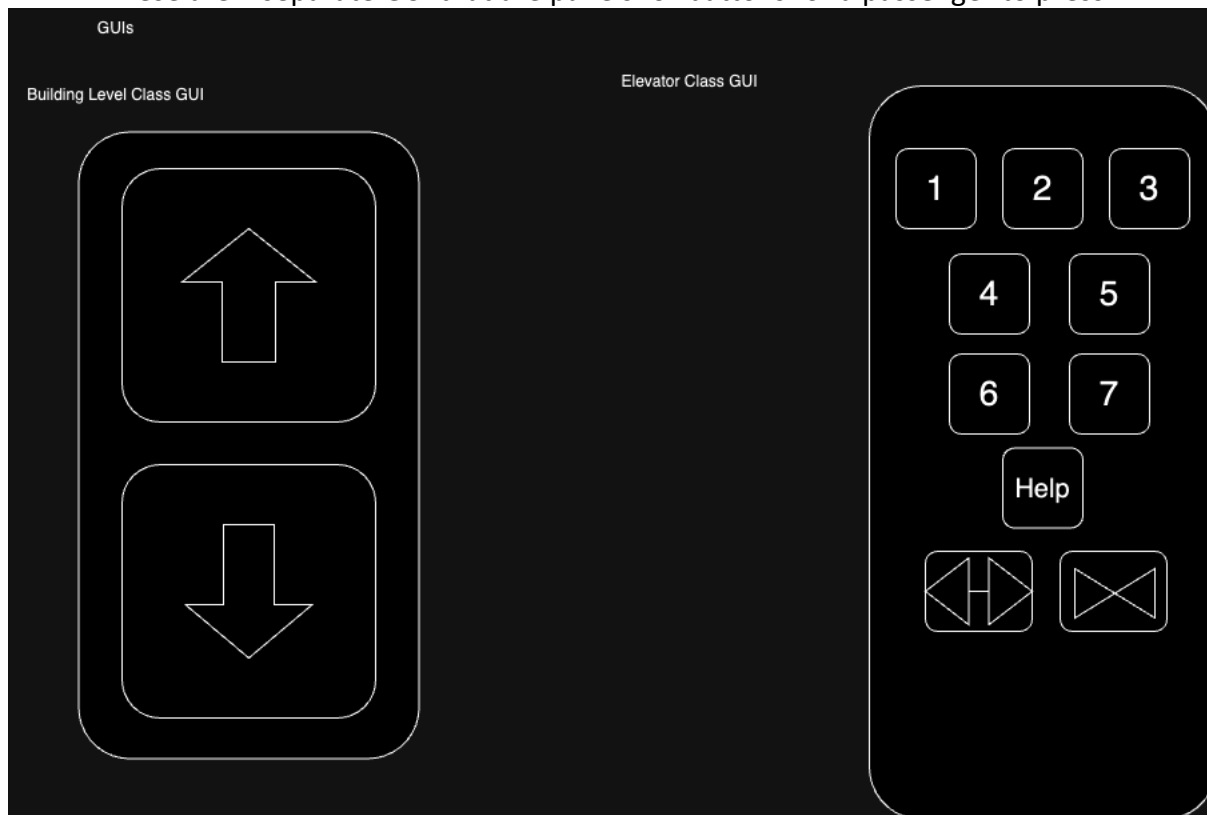 GUIs
Building Level Class GUI
Elevator Class GUI
1 2 3
4 5
6 7
Help